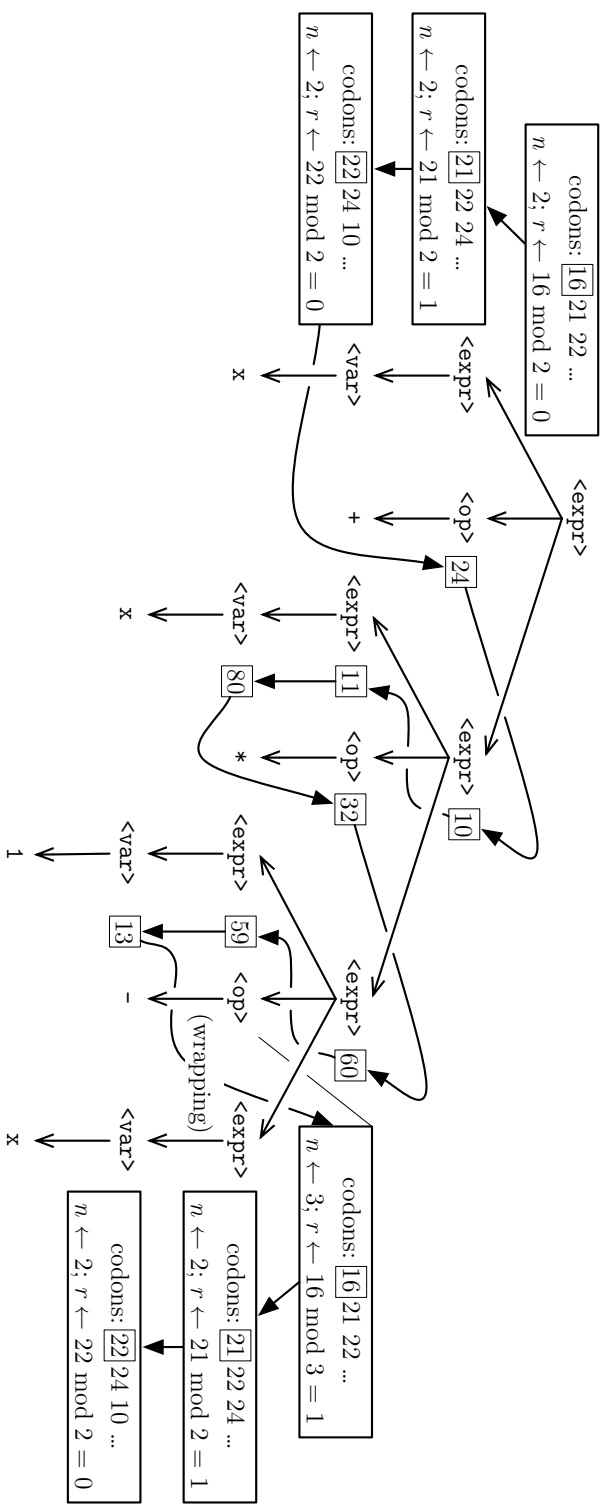 codons: 16 21 22 ...
n ← 2; r ← 16 mod 2 = 0
<expr>
codons: 21 22 24 ...
n ← 2; r ← 21 mod 2 = 1
<expr>
<op>
24
<expr>
10
codons: 22 24 10 ...
n ← 2; r ← 22 mod 2 = 0
<var>
+
<expr>
11
<op>
32
<expr>
60
codons: 16 21 22 ...
n ← 3; r ← 16 mod 3 = 1
x
<var>
80
*
<expr>
59
<op>
(wrapping)
<expr>
codons: 21 22 24 ...
n ← 2; r ← 21 mod 2 = 1
x
<var>
13
-
<var>
codons: 22 24 10 ...
n ← 2; r ← 22 mod 2 = 0
1
x